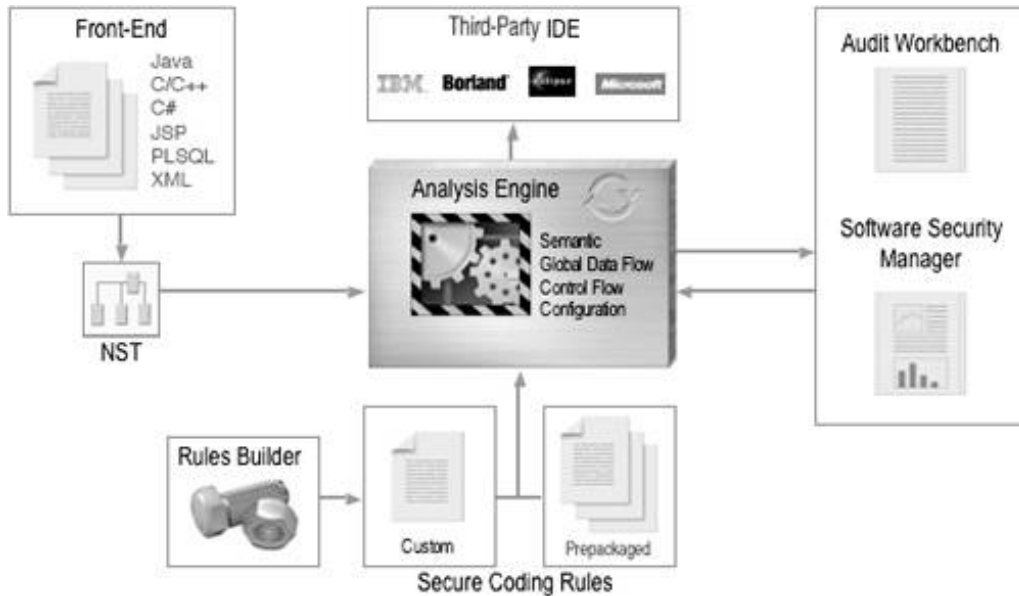 Front-End
Java
C/C++
C#
JSP
PLSQL
XML
NST
Third-Party IDE
IBM
Borland
eclipse
Microsoft
Analysis Engine
Semantic
Global Data Flow
Control Flow
Configuration
Audit Workbench
Software Security
Manager
Rules Builder
Custom
Prepackaged
Secure Coding Rules